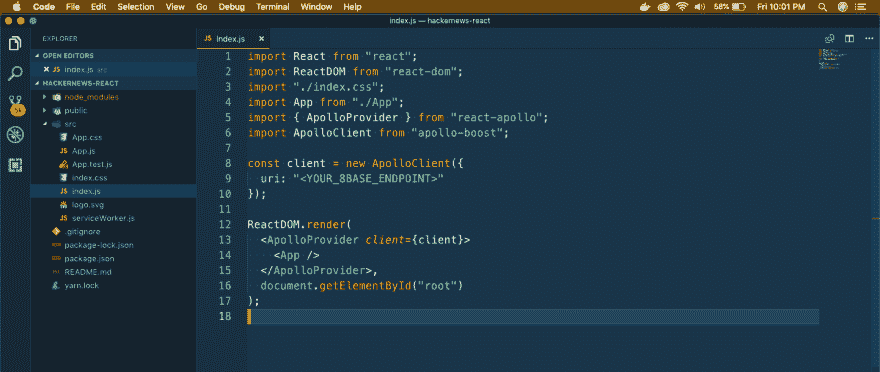 Code File Edit Selection View Go Debug Terminal Window Help 58% Fri 10:01 PM
index.js — hackernews-react
EXPLORER
OPEN EDITORS
JS index.js src
HACKERNEWS-REACT
node_modules
public
src
App.css
JS App.js
App.test.js
index.css
JS index.js
logo.svg
JS serviceWorker.js
.gitignore
package-lock.json
package.json
README.md
yarn.lock
JS index.js
1 import React from "react";
2 import ReactDOM from "react-dom";
3 import "./index.css";
4 import App from "./App";
5 import { ApolloProvider } from "react-apollo";
6 import ApolloClient from "apollo-boost";
7
8 const client = new ApolloClient({
9 uri: "<YOUR_8BASE_ENDPOINT>"
10 });
11
12 ReactDOM.render(
13 <ApolloProvider client={client}>
14 <App />
15 </ApolloProvider>,
16 document.getElementById("root")
17 );
18